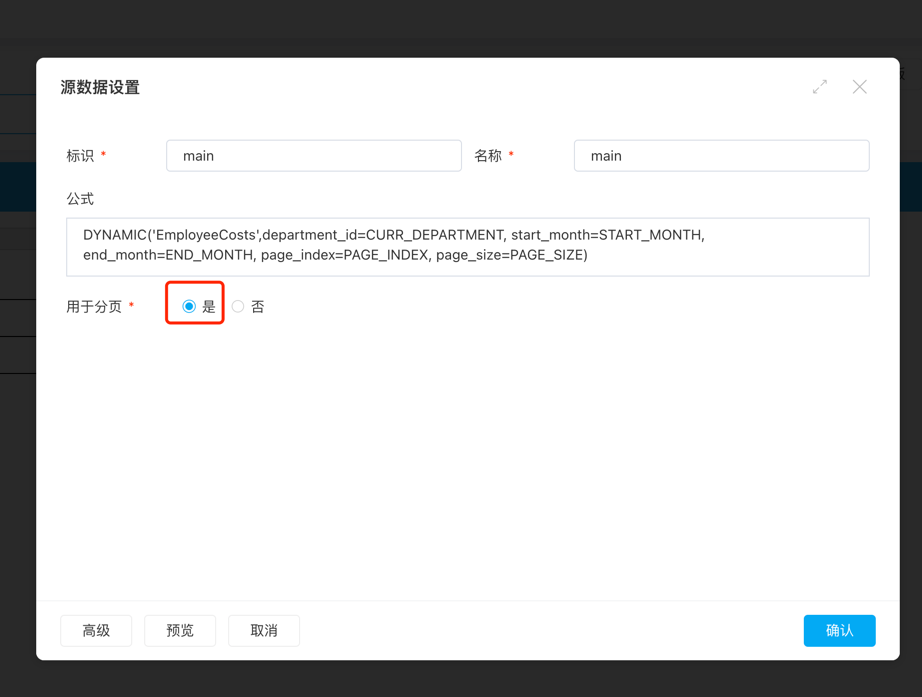 源数据设置
标识 * main 名称 * main
公式
DYNAMIC('EmployeeCosts',department_id=CURR_DEPARTMENT, start_month=START_MONTH,
end_month=END_MONTH, page_index=PAGE_INDEX, page_size=PAGE_SIZE)
用于分页 * 是 否
高级 预览 取消 确认